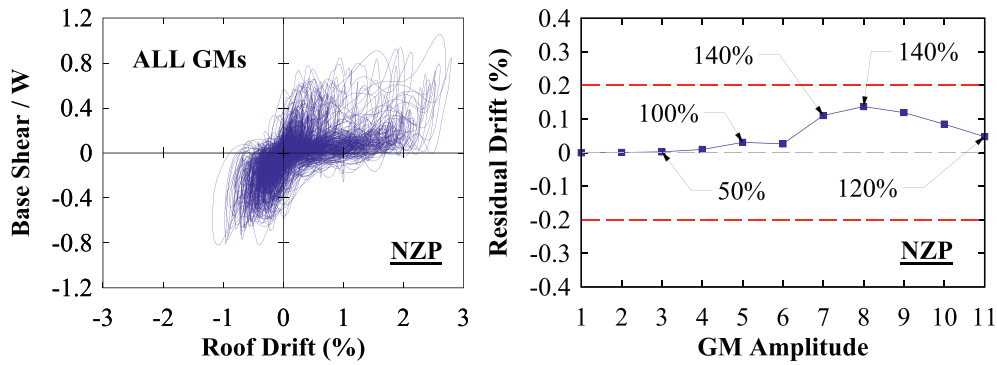 1.2
0.8
0.4
0
-0.4
-0.8
-1.2
Base Shear / W
ALL GMs
NZP
-3 -2 -1 0 1 2 3
Roof Drift (%)
0.4
0.3
0.2
0.1
0
-0.1
-0.2
0.3
-0.4
Residual Drift (%)
140%
140%
100%
50%
120%
NZP
1 2 3 4 5 6 7 8 9 10 11
GM Amplitude